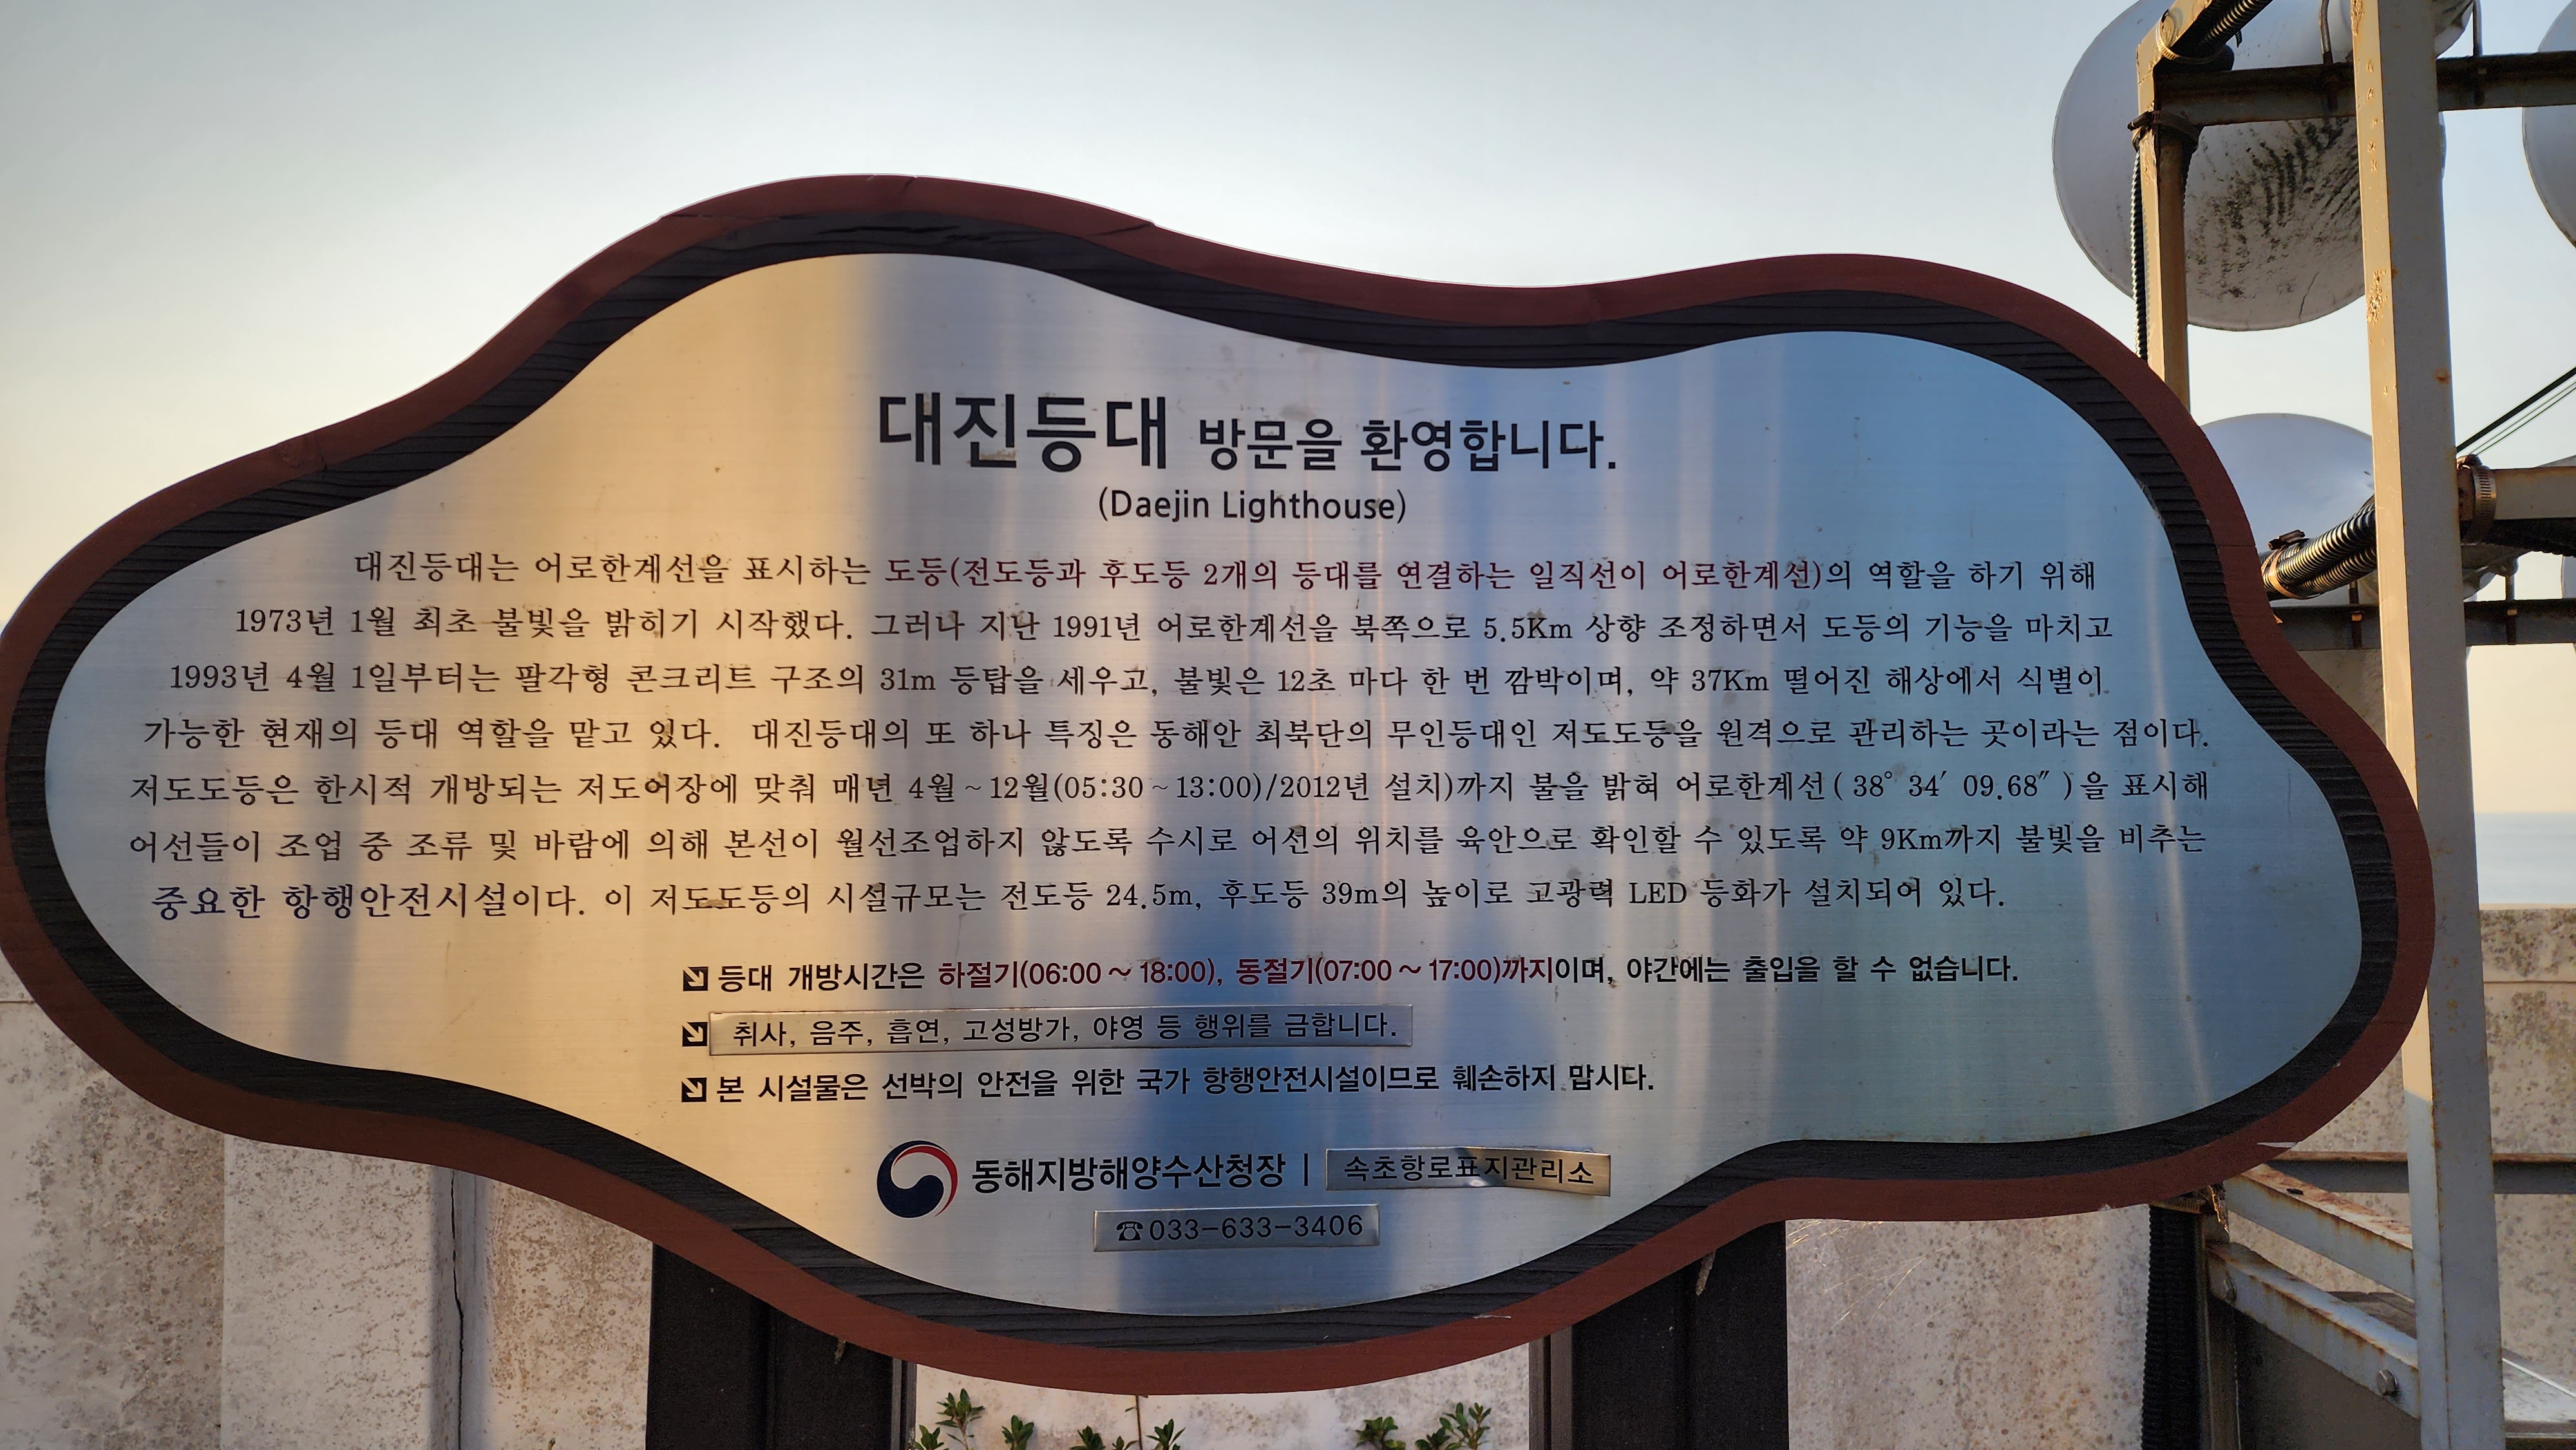 대진등대 방문을 환영합니다.
(Daejin Lighthouse)
대진등대는 어로한계선을 표시하는 도등(전도등과 후도등 2개의 등대를 연결하는 일직선이 어로한계선)의 역할을 하기 위해
1973년 1월 최초 불빛을 밝히기 시작했다. 그러나 지난 1991년 어로한계선을 북쪽으로 5.5Km 상향 조정하면서 도등의 기능을 마치고
1993년 4월 1일부터는 팔각형 콘크리트 구조의 31m 등탑을 세우고, 불빛은 12초 마다 한 번 깜박이며, 약 37Km 떨어진 해상에서 식별이
가능한 현재의 등대 역할을 맡고 있다. 대진등대의 또 하나 특징은 동해안 최북단의 무인등대인 저도도등을 원격으로 관리하는 곳이라는 점이다.
저도도등은 한시적 개방되는 저도어장에 맞춰 매년 4월~12월(05:30~13:00)/2012년 설치)까지 불을 밝혀 어로한계선( 38° 34′ 09.68″ )을 표시해
어선들이 조업 중 조류 및 바람에 의해 본선이 월선조업하지 않도록 수시로 어선의 위치를 육안으로 확인할 수 있도록 약 9Km까지 불빛을 비추는
중요한 항행안전시설이다. 이 저도도등의 시설규모는 전도등 24.5m, 후도등 39m의 높이로 고광력 LED 등화가 설치되어 있다.
등대 개방시간은 하절기(06:00~18:00), 동절기(07:00~17:00)까지이며, 야간에는 출입을 할 수 없습니다.
취사, 음주, 흡연, 고성방가, 야영 등 행위를 금합니다.
본 시설물은 선박의 안전을 위한 국가 항행안전시설이므로 훼손하지 맙시다.
동해지방해양수산청장 | 속초항로표지관리소
☎033-633-3406